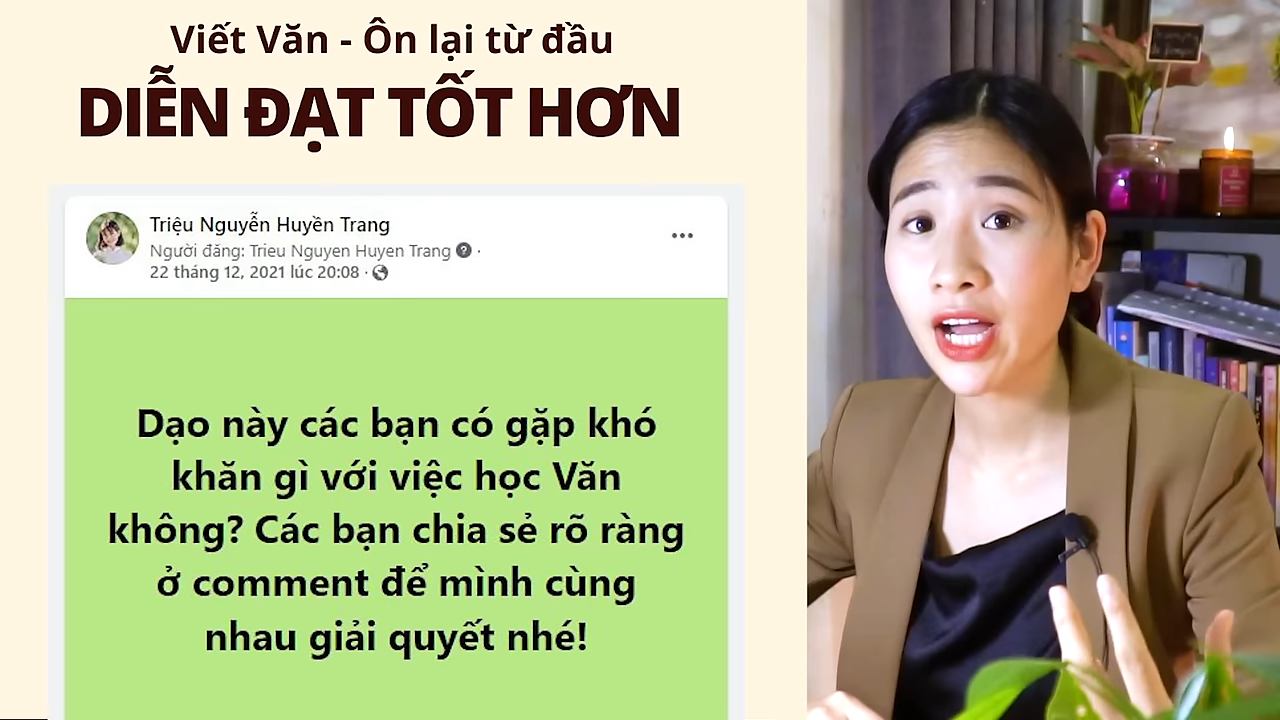 Viết Văn - Ôn lại từ đầu
DIỄN ĐẠT TỐT HƠN
Triệu Nguyễn Huyền Trang
Người đăng: Trieu Nguyen Huyen Trang
22 tháng 12, 2021 lúc 20:08
Dạo này các bạn có gặp khó
khăn gì với việc học Văn
không? Các bạn chia sẻ rõ ràng
ở comment để mình cùng
nhau giải quyết nhé!